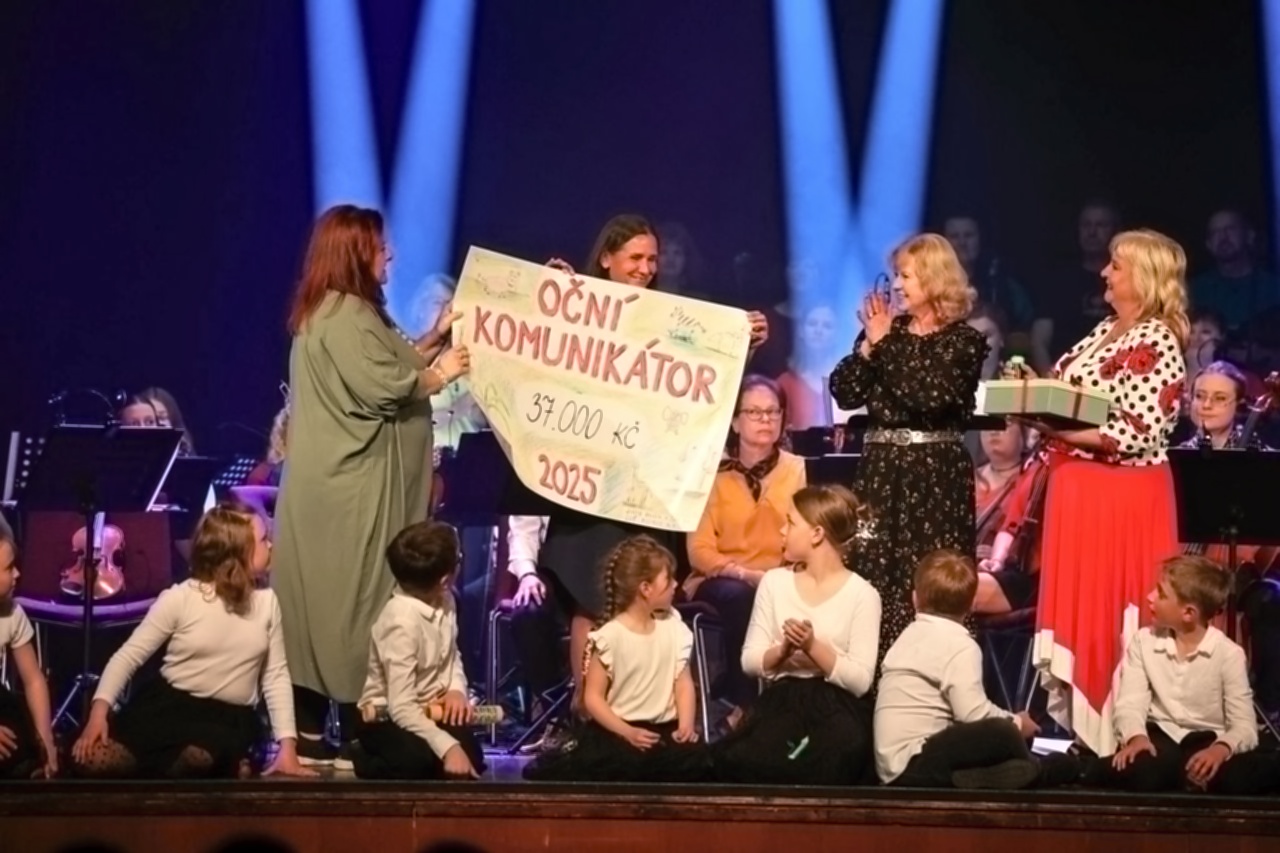 OČNÍ
KOMUNIKÁTOR
37.000 KČ
2025